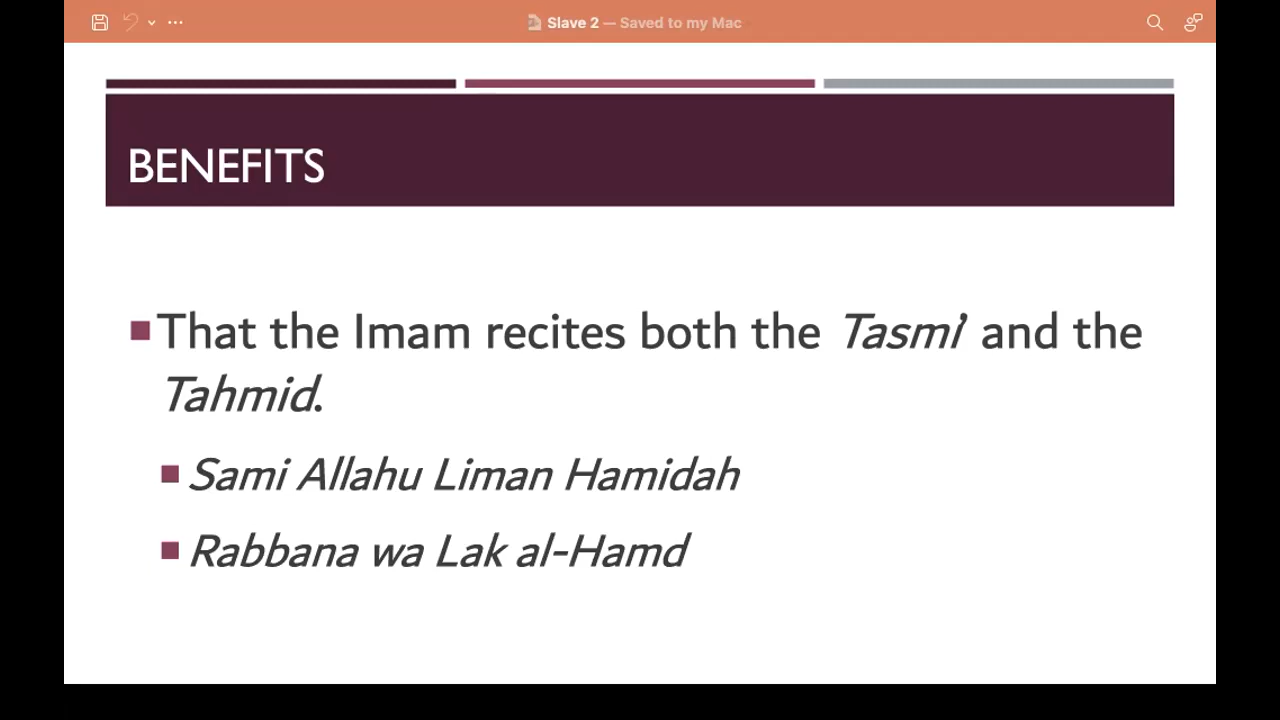 Slave 2 — Saved to my Mac
BENEFITS
That the Imam recites both the Tasmi’ and the
Tahmid.
Sami Allahu Liman Hamidah
Rabbana wa Lak al-Hamd